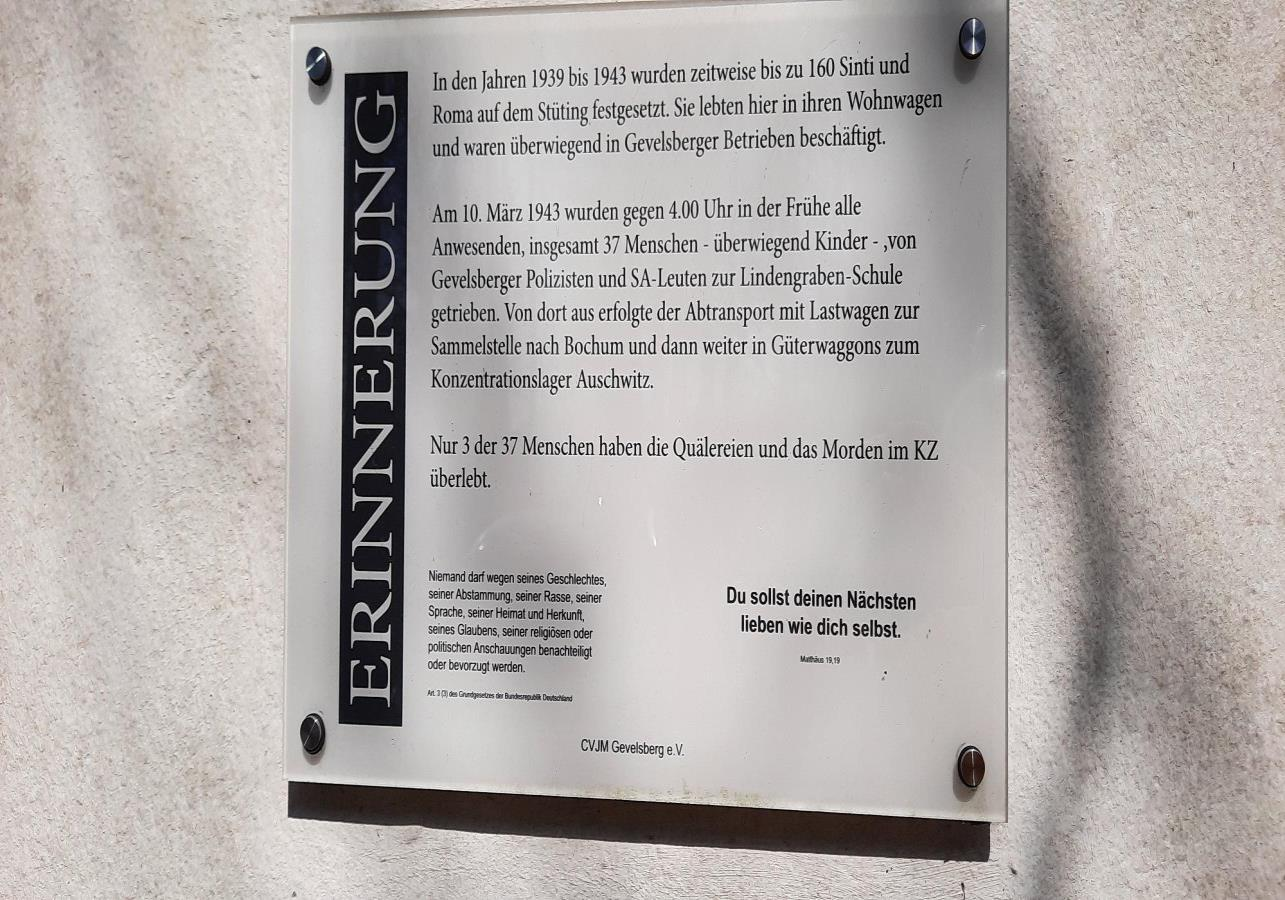 ERINNERUNG
In den Jahren 1939 bis 1943 wurden zeitweise bis zu 160 Sinti und
Roma auf dem Stüting festgesetzt. Sie lebten hier in ihren Wohnwagen
und waren überwiegend in Gevelsberger Betrieben beschäftigt.
Am 10. März 1943 wurden gegen 4.00 Uhr in der Frühe alle
Anwesenden, insgesamt 37 Menschen - überwiegend Kinder - ,von
Gevelsberger Polizisten und SA-Leuten zur Lindengraben-Schule
getrieben. Von dort aus erfolgte der Abtransport mit Lastwagen zur
Sammelstelle nach Bochum und dann weiter in Güterwaggons zum
Konzentrationslager Auschwitz.
Nur 3 der 37 Menschen haben die Quälereien und das Morden im KZ
überlebt.
Niemand darf wegen seines Geschlechtes,
seiner Abstammung, seiner Rasse, seiner
Sprache, seiner Heimat und Herkunft,
seines Glaubens, seiner religiösen oder
politischen Anschauungen benachteiligt
oder bevorzugt werden.
Art. 3 (3) des Grundgesetzes der Bundesrepublik Deutschland
Du sollst deinen Nächsten
lieben wie dich selbst.
Matthäus 19,19
CVJM Gevelsberg e.V.